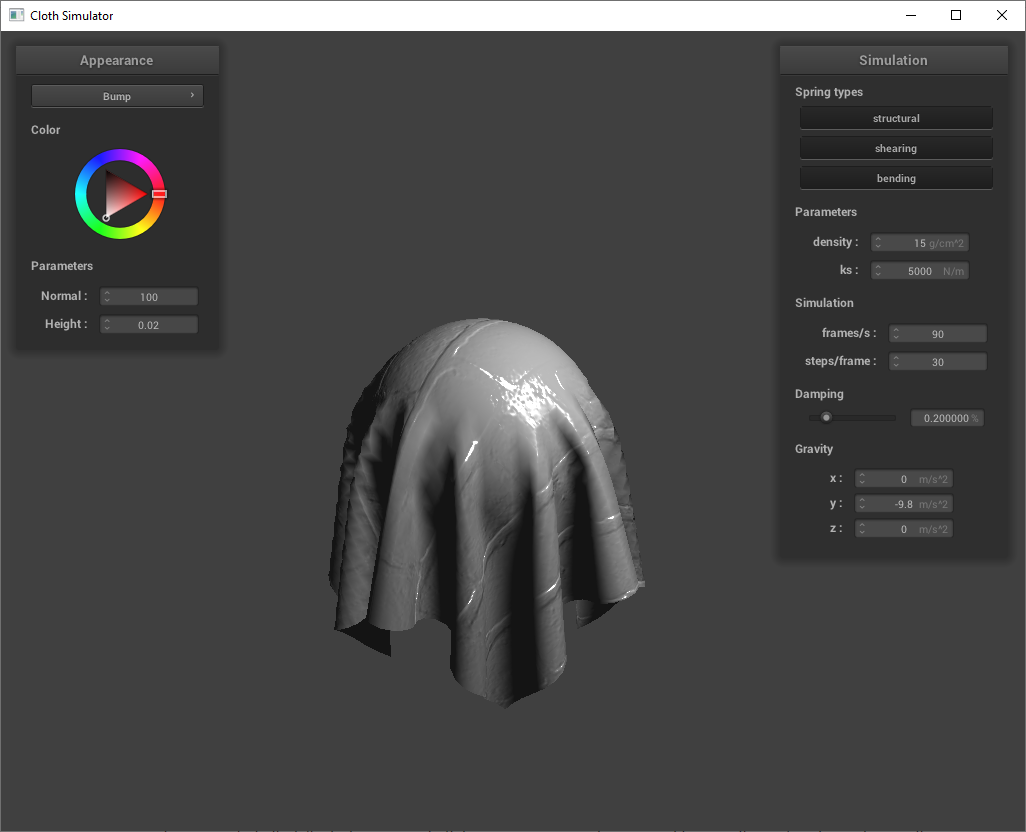 Cloth Simulator
Appearance
Bump
Color
Parameters
Normal : 100
Height : 0.02
Simulation
Spring types
structural
shearing
bending
Parameters
density : 15 g/cm^2
ks : 5000 N/m
Simulation
frames/s : 90
steps/frame : 30
Damping
0.200000 %
Gravity
x : 0 m/s^2
y : -9.8 m/s^2
z : 0 m/s^2